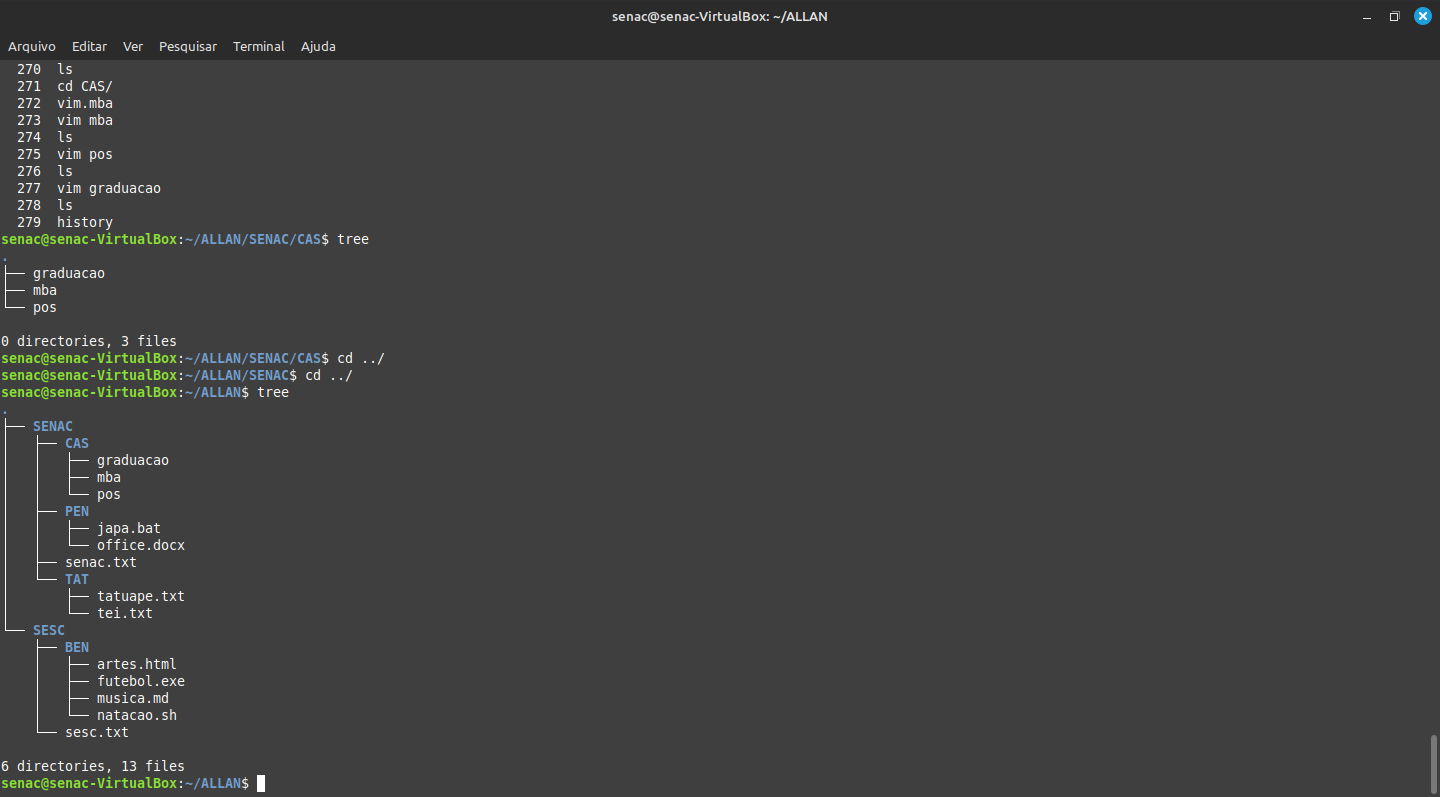 senac@senac-VirtualBox: ~/ALLAN
Arquivo Editar Ver Pesquisar Terminal Ajuda
270 ls
271 cd CAS/
272 vim.mba
273 vim mba
274 ls
275 vim pos
276 ls
277 vim graduacao
278 ls
279 history
senac@senac-VirtualBox:~/ALLAN/SENAC/CAS$ tree
.
├── graduacao
├── mba
└── pos
0 directories, 3 files
senac@senac-VirtualBox:~/ALLAN/SENAC/CAS$ cd ../
senac@senac-VirtualBox:~/ALLAN/SENAC$ cd ../
senac@senac-VirtualBox:~/ALLAN$ tree
.
├── SENAC
│   ├── CAS
│   │   ├── graduacao
│   │   ├── mba
│   │   └── pos
│   ├── PEN
│   │   ├── japa.bat
│   │   └── office.docx
│   ├── senac.txt
│   └── TAT
│       ├── tatuape.txt
│       └── tei.txt
└── SESC
    ├── BEN
    │   ├── artes.html
    │   ├── futebol.exe
    │   ├── musica.md
    │   └── natacao.sh
    └── sesc.txt
6 directories, 13 files
senac@senac-VirtualBox:~/ALLAN$